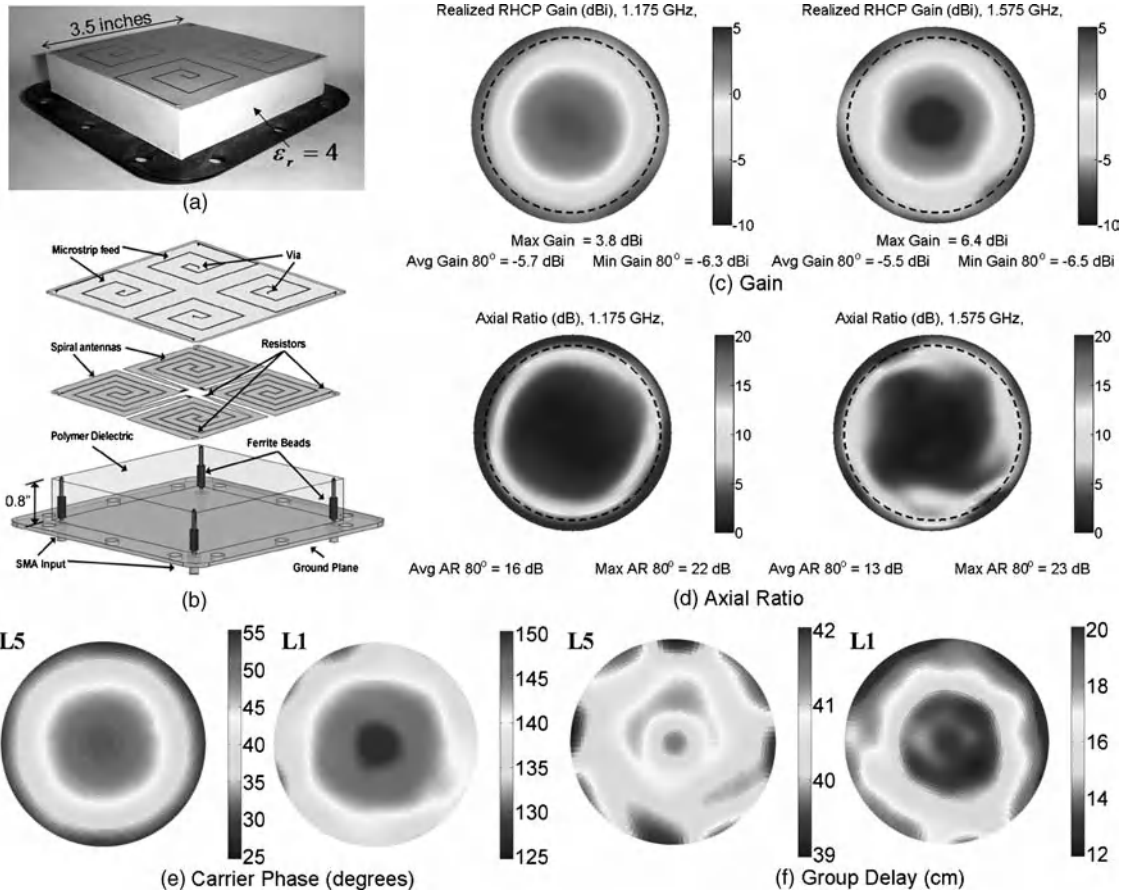 3.5 inches
εr = 4
(a)
Microstrip feed
Via
Spiral antennas
Resistors
Polymer Dielectric
Ferrite Beads
0.8"
SMA Input
Ground Plane
(b)
Realized RHCP Gain (dBi), 1.175 GHz,
5
0
-5
-10
Max Gain = 3.8 dBi
Avg Gain 80° = -5.7 dBi Min Gain 80° = -6.3 dBi
Realized RHCP Gain (dBi), 1.575 GHz,
5
0
-5
-10
Max Gain = 6.4 dBi
Avg Gain 80° = -5.5 dBi Min Gain 80° = -6.5 dBi
(c) Gain
Axial Ratio (dB), 1.175 GHz,
20
15
10
5
0
Avg AR 80° = 16 dB Max AR 80° = 22 dB
Axial Ratio (dB), 1.575 GHz,
20
15
10
5
0
Avg AR 80° = 13 dB Max AR 80° = 23 dB
(d) Axial Ratio
L5
55
50
45
40
35
30
25
L1
150
145
140
135
130
125
(e) Carrier Phase (degrees)
L5
42
41
40
39
L1
20
18
16
14
12
(f) Group Delay (cm)